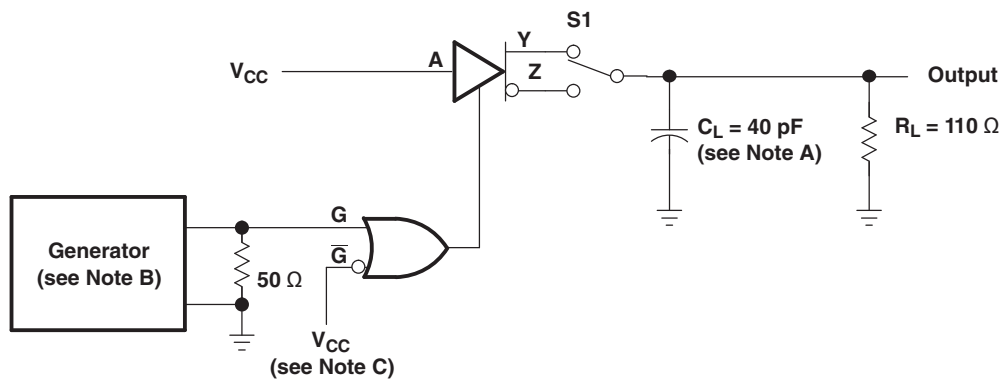 S1
Y
A
Z
VCC
Output
CL = 40 pF
(see Note A)
RL = 110 Ω
G
G̅
Generator
(see Note B)
50 Ω
VCC
(see Note C)